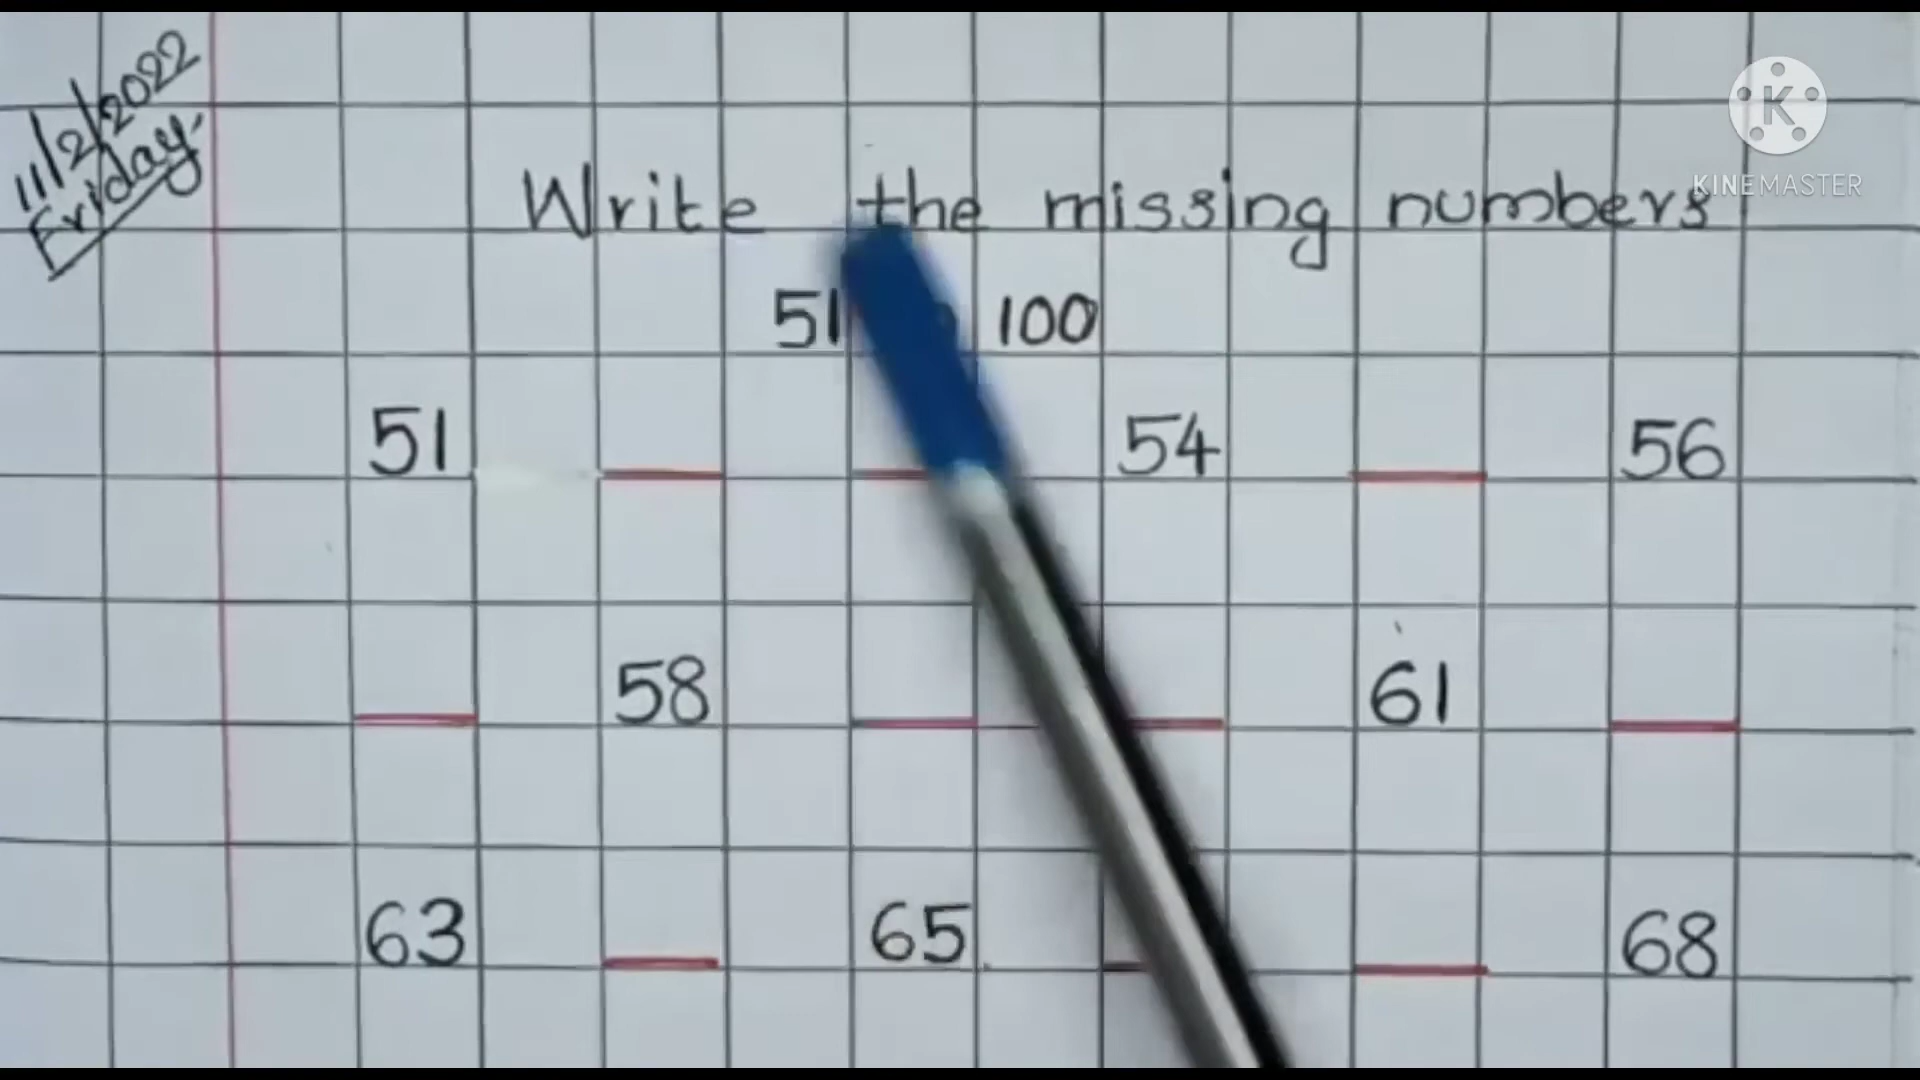 11/2/2022
Friday.
Write the missing numbers
51 100
51 54 56
58 61
63 65 68
KINEMASTER